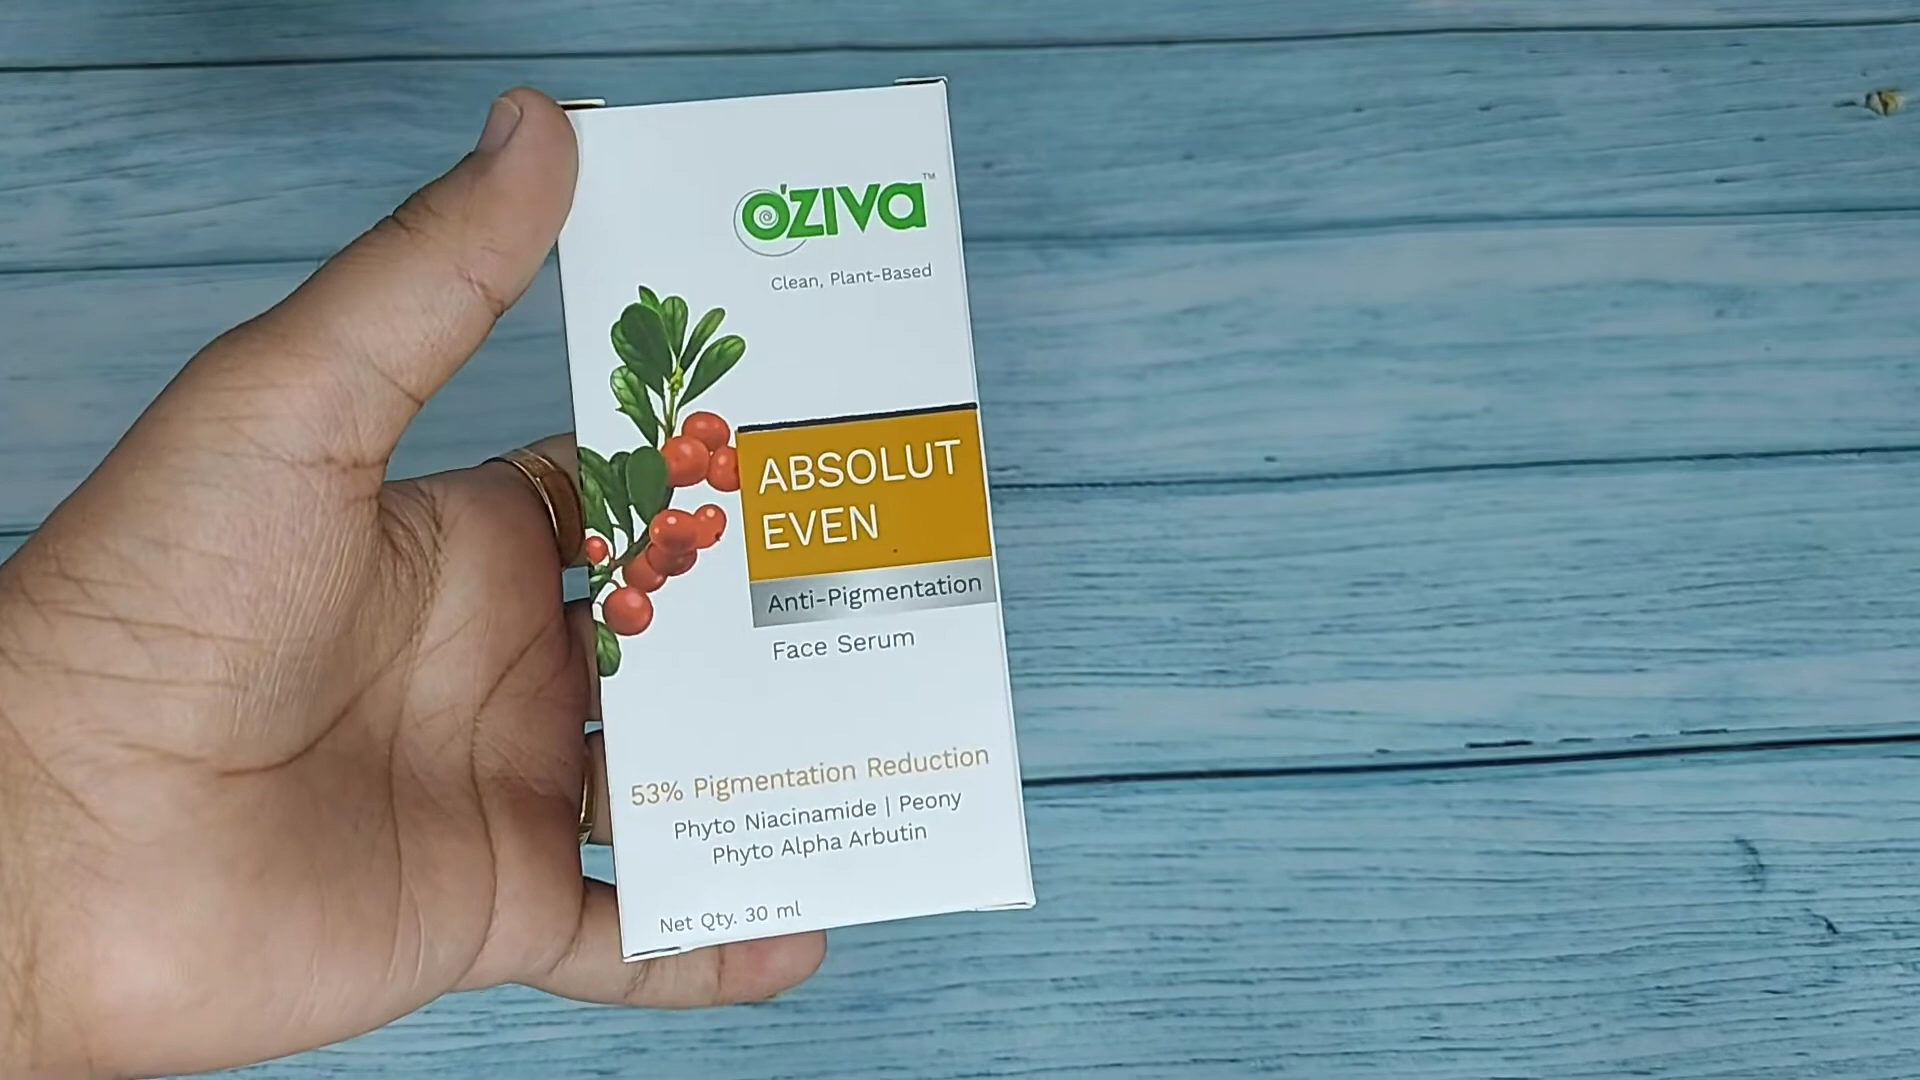 O'ZIVA™
Clean, Plant-Based
ABSOLUT
EVEN
Anti-Pigmentation
Face Serum
53% Pigmentation Reduction
Phyto Niacinamide | Peony
Phyto Alpha Arbutin
Net Qty. 30 ml